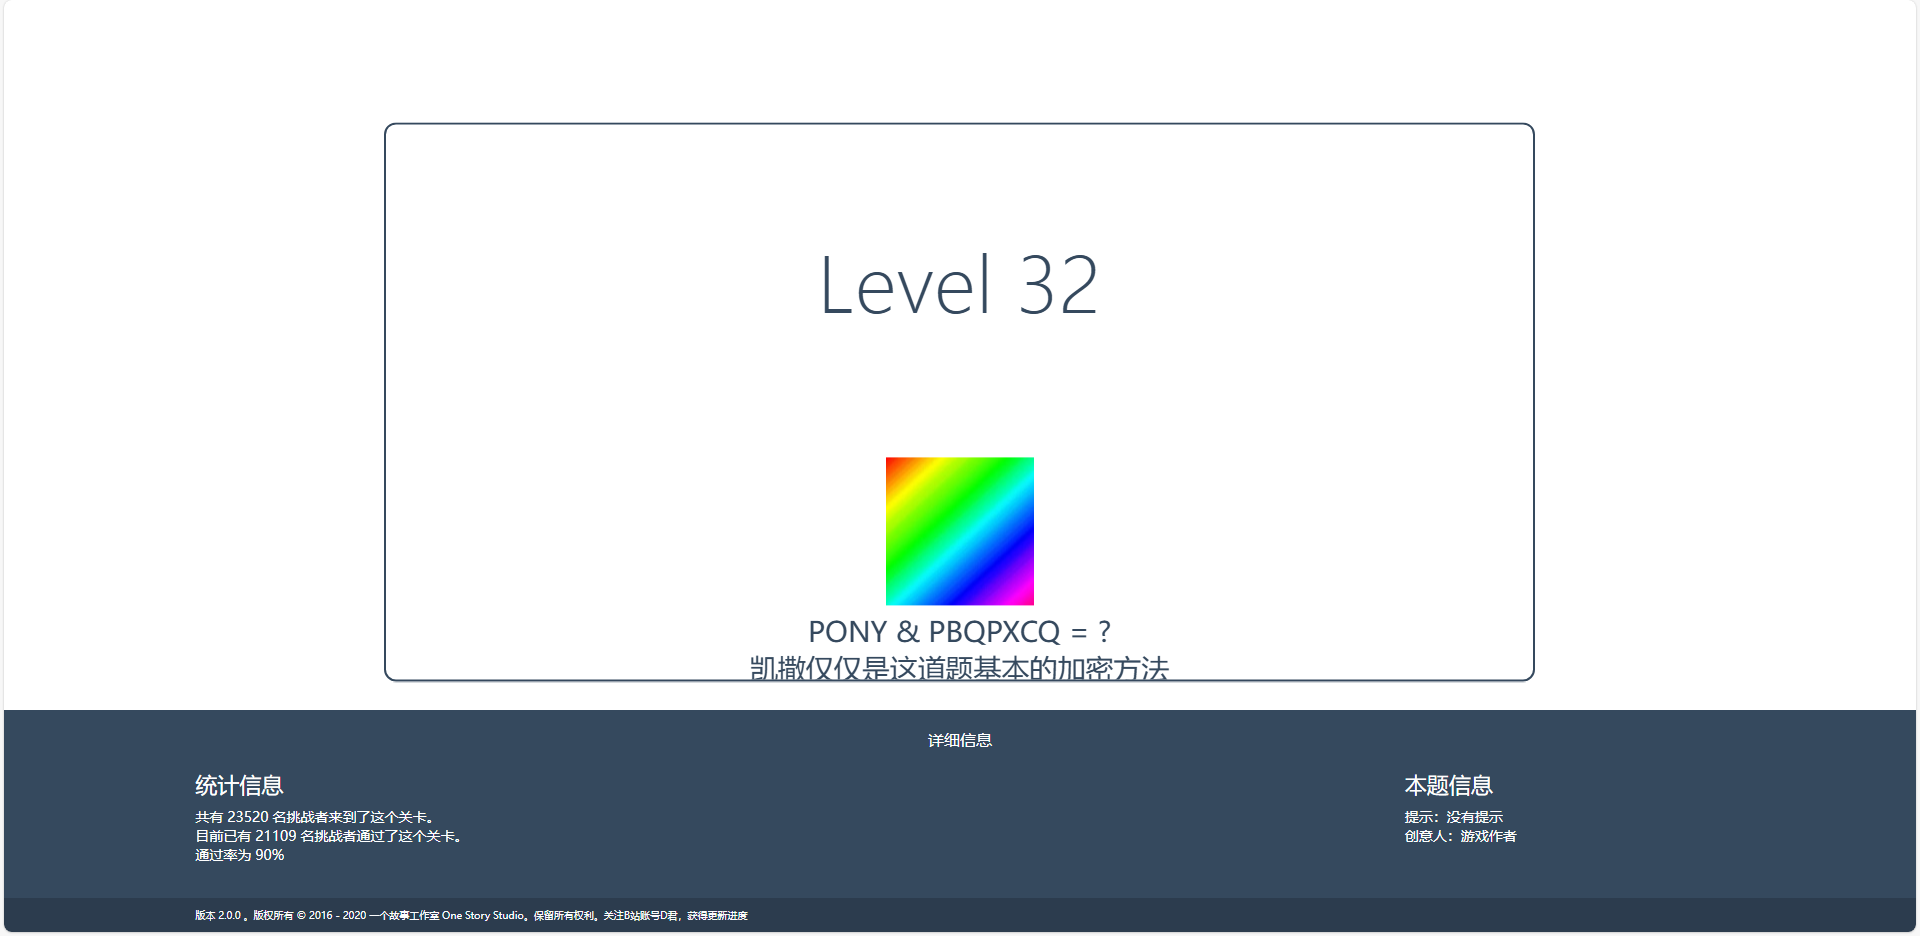 Level 32
PONY & PBQPXCQ = ?
凯撒仅仅是这道题基本的加密方法
详细信息
统计信息
共有 23520 名挑战者来到了这个关卡。
目前已有 21109 名挑战者通过了这个关卡。
通过率为 90%
本题信息
提示：没有提示
创意人：游戏作者
版本 2.0.0 。版权所有 © 2016 - 2020 一个故事工作室 One Story Studio。保留所有权利。关注B站账号D君，获得更新进度